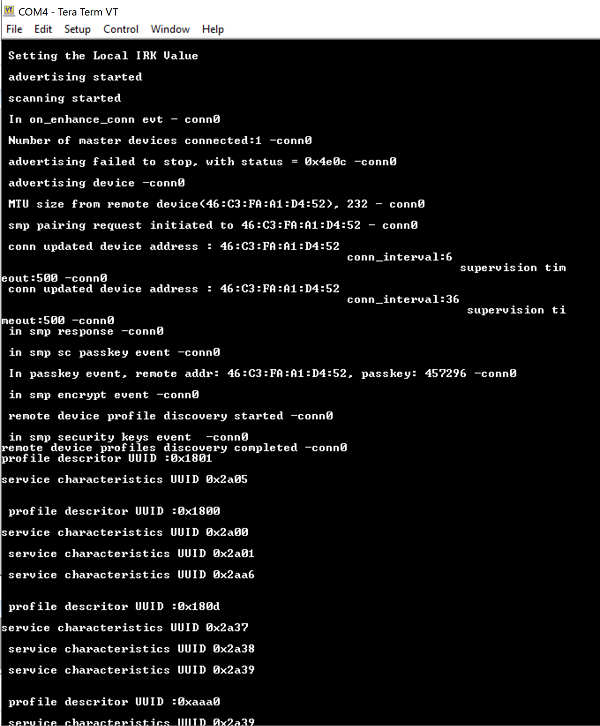 COM4 - Tera Term VT
File Edit Setup Control Window Help
Setting the Local IRK Value
advertising started
scanning started
In on_enhance_conn evt - conn0
Number of master devices connected:1 -conn0
advertising failed to stop, with status = 0x4e0c -conn0
advertising device -conn0
MTU size from remote device(46:C3:FA:A1:D4:52), 232 - conn0
smp pairing request initiated to 46:C3:FA:A1:D4:52 - conn0
conn updated device address : 46:C3:FA:A1:D4:52
conn_interval:6
supervision tim
eout:500 -conn0
conn updated device address : 46:C3:FA:A1:D4:52
conn_interval:36
supervision ti
meout:500 -conn0
in smp response -conn0
in smp sc passkey event -conn0
In passkey event, remote addr: 46:C3:FA:A1:D4:52, passkey: 457296 -conn0
in smp encrypt event -conn0
remote device profile discovery started -conn0
in smp security keys event  -conn0
remote device profiles discovery completed -conn0
profile descritor UUID :0x1801
service characteristics UUID 0x2a05
profile descritor UUID :0x1800
service characteristics UUID 0x2a00
service characteristics UUID 0x2a01
service characteristics UUID 0x2aa6
profile descritor UUID :0x180d
service characteristics UUID 0x2a37
service characteristics UUID 0x2a38
service characteristics UUID 0x2a39
profile descritor UUID :0xaaa0
service characteristics UUID 0x2a39